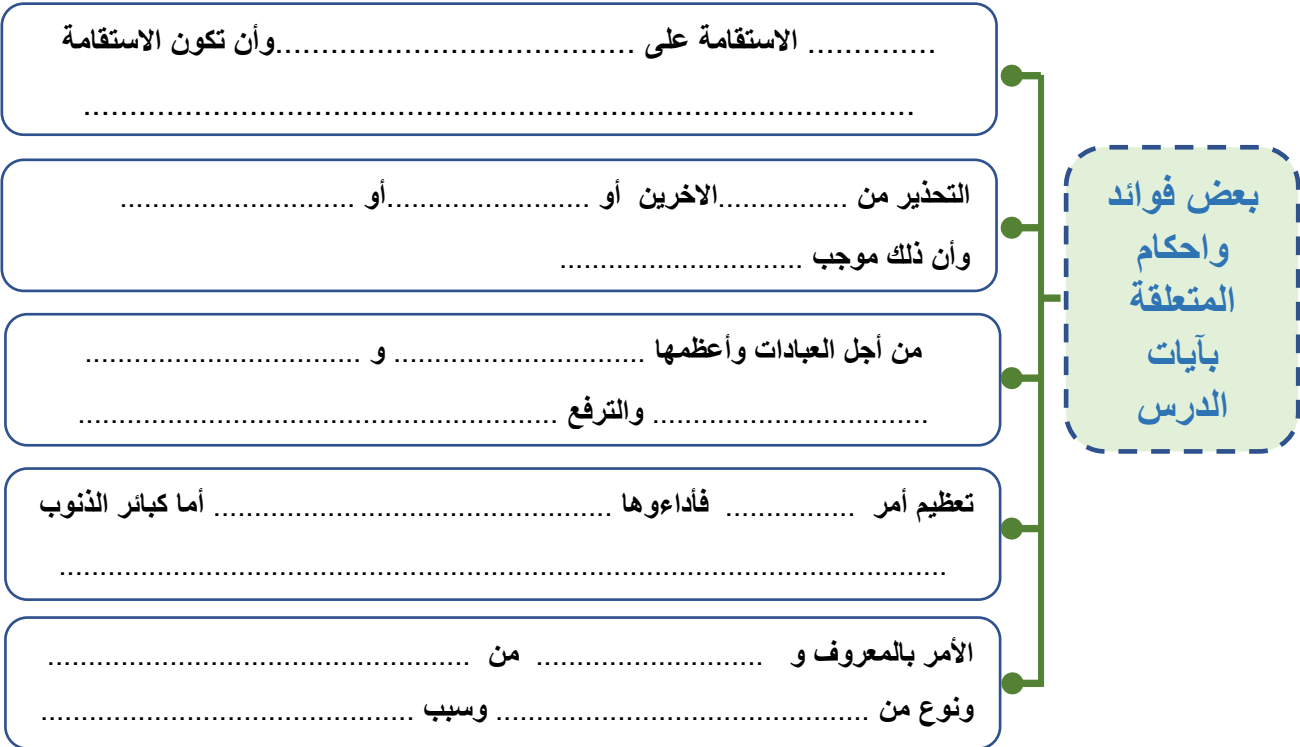 بعض فوائد
واحكام
المتعلقة
بآيات
الدرس
.............. الاستقامة على ......................................وأن تكون الاستقامة
..........................................................................................
التحذير من ..............الاخرين أو ......................أو .........................
وأن ذلك موجب ..........................
من أجل العبادات وأعظمها ........................... و ..............................
.............................. والترفع ....................................................
تعظيم أمر .............. فأداءوها ........................................... أما كبائر الذنوب
................................................................................................
الأمر بالمعروف و ......................... من ..............................................
ونوع من .............................................. وسبب .........................................